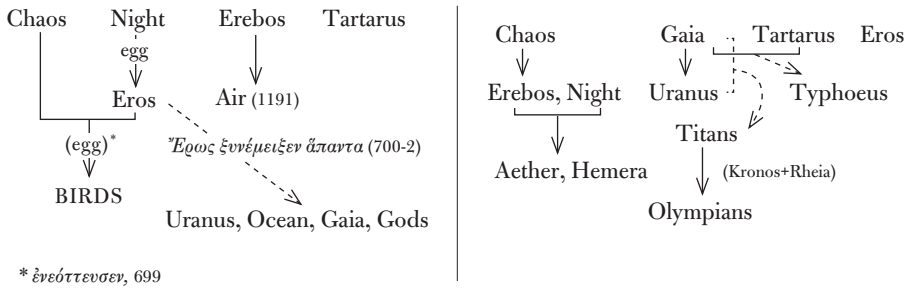 Chaos Night Erebos Tartarus
egg
Eros Air (1191)
(egg)*
Ἔρως ξυνέμειξεν ἅπαντα (700-2)
BIRDS
Uranus, Ocean, Gaia, Gods
* ἐνεόττευσεν, 699
Chaos Gaia Tartarus Eros
Erebos, Night Uranus Typhoeus
Titans
Aether, Hemera (Kronos+Rheia)
Olympians